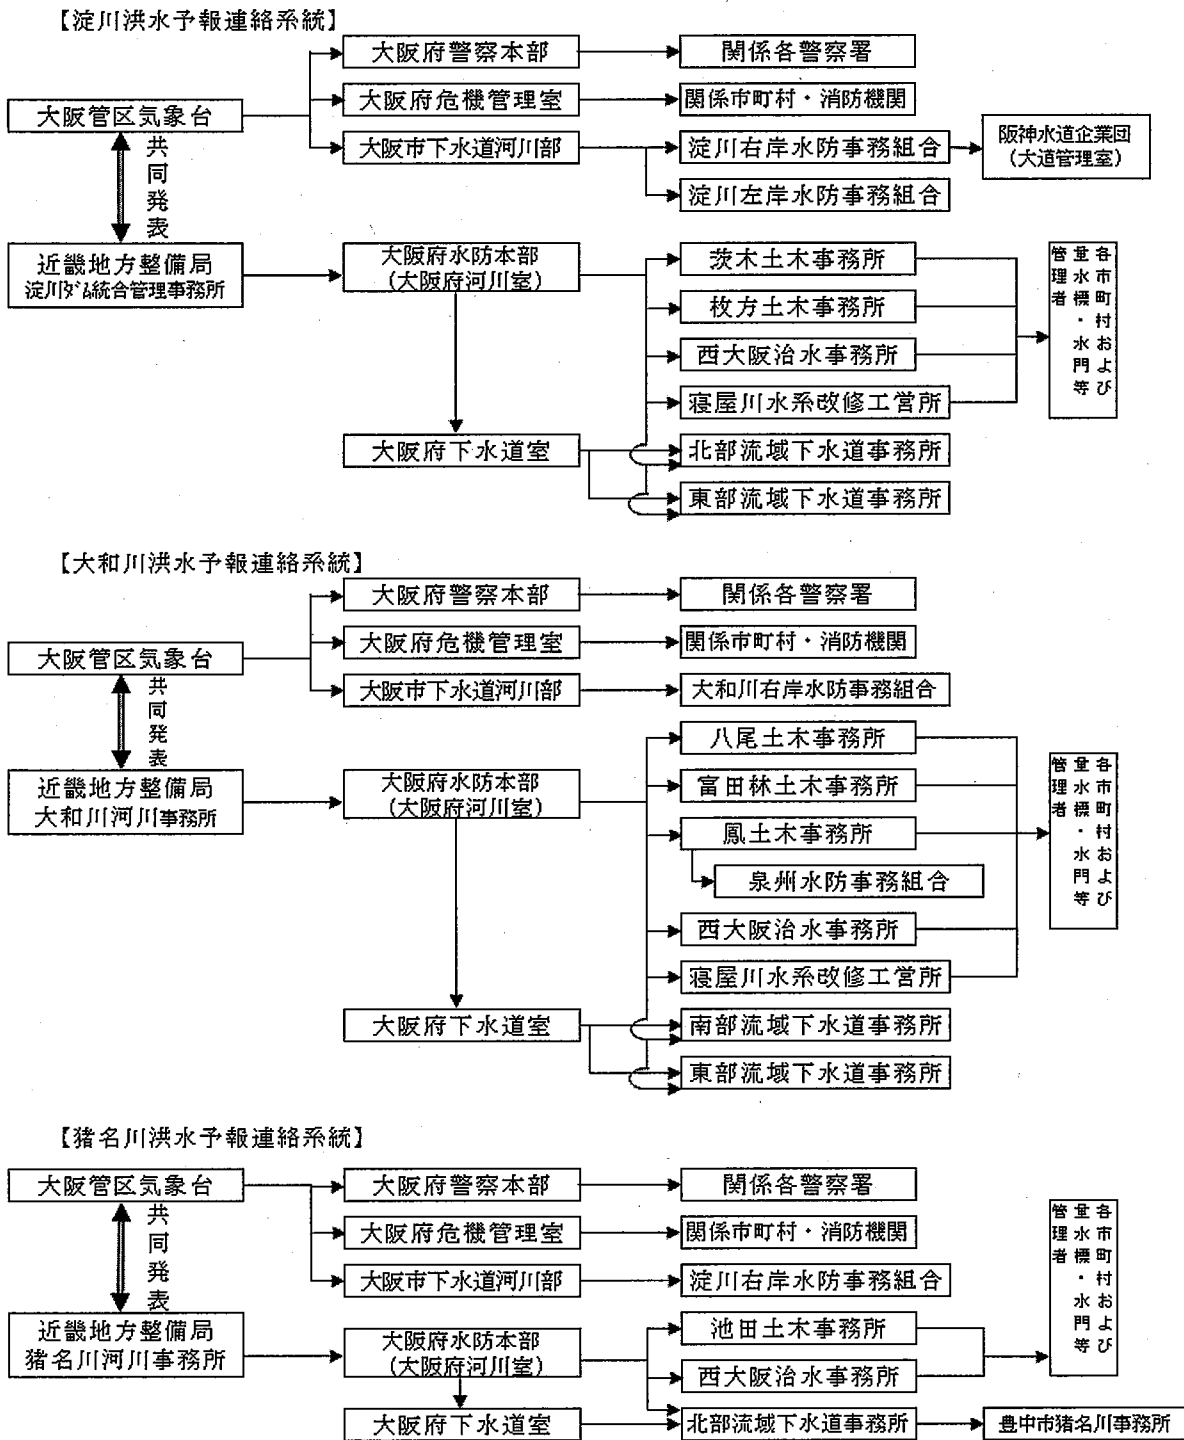 【淀川洪水予報連絡系統】
大阪府警察本部
関係各警察署
大阪府危機管理室
関係市町村・消防機関
大阪管区気象台
大阪市下水道河川部
淀川右岸水防事務組合
阪神水道企業団
（大道管理室）
淀川左岸水防事務組合
共同発表
近畿地方整備局
淀川ダム統合管理事務所
大阪府水防本部
（大阪府河川室）
茨木土木事務所
枚方土木事務所
西大阪治水事務所
寝屋川水系改修工営所
各市町村および
量水標・水門等
管理者
大阪府下水道室
北部流域下水道事務所
東部流域下水道事務所
【大和川洪水予報連絡系統】
大阪府警察本部
関係各警察署
大阪府危機管理室
関係市町村・消防機関
大阪管区気象台
大阪市下水道河川部
大和川右岸水防事務組合
共同発表
近畿地方整備局
大和川河川事務所
大阪府水防本部
（大阪府河川室）
八尾土木事務所
富田林土木事務所
鳳土木事務所
泉州水防事務組合
西大阪治水事務所
寝屋川水系改修工営所
各市町村および
量水標・水門等
管理者
大阪府下水道室
南部流域下水道事務所
東部流域下水道事務所
【猪名川洪水予報連絡系統】
大阪管区気象台
大阪府警察本部
関係各警察署
大阪府危機管理室
関係市町村・消防機関
大阪市下水道河川部
淀川右岸水防事務組合
共同発表
近畿地方整備局
猪名川河川事務所
大阪府水防本部
（大阪府河川室）
池田土木事務所
西大阪治水事務所
各市町村および
量水標・水門等
管理者
大阪府下水道室
北部流域下水道事務所
豊中市猪名川事務所